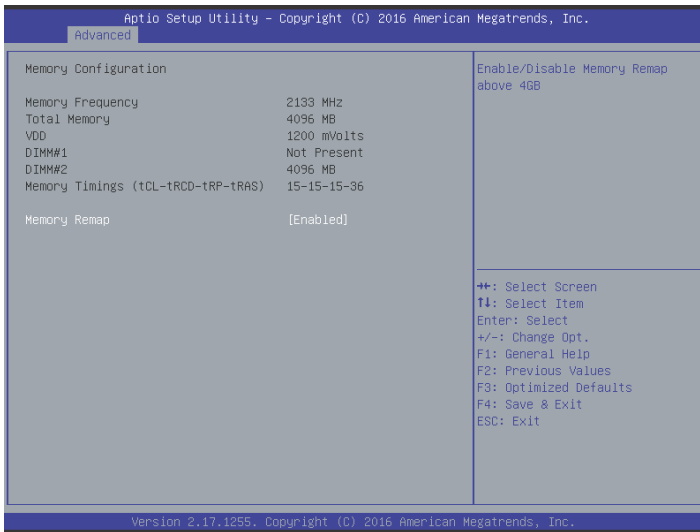 Aptio Setup Utility – Copyright (C) 2016 American Megatrends, Inc.
Advanced
Memory Configuration
Memory Frequency 2133 MHz
Total Memory 4096 MB
VDD 1200 mVolts
DIMM#1 Not Present
DIMM#2 4096 MB
Memory Timings (tCL-tRCD-tRP-tRAS) 15-15-15-36
Memory Remap [Enabled]
Enable/Disable Memory Remap
above 4GB
→←: Select Screen
↑↓: Select Item
Enter: Select
+/-: Change Opt.
F1: General Help
F2: Previous Values
F3: Optimized Defaults
F4: Save & Exit
ESC: Exit
Version 2.17.1255. Copyright (C) 2016 American Megatrends, Inc.